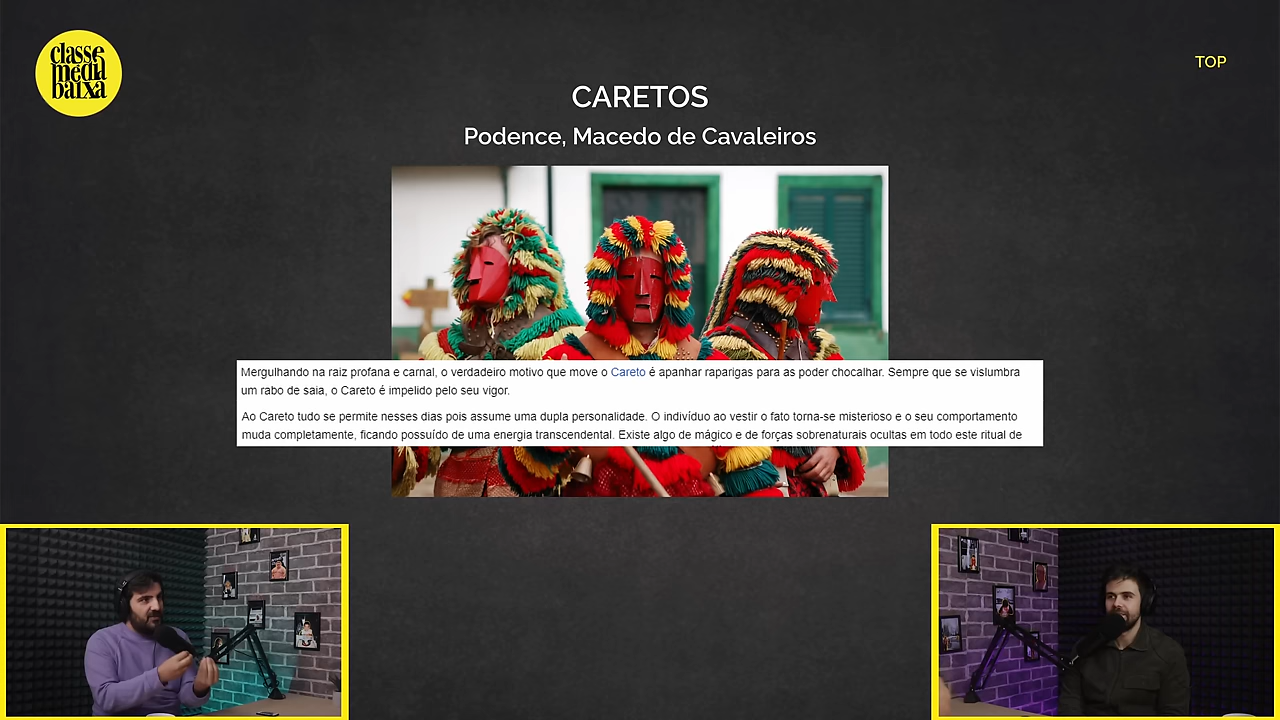 classe
media
baixa
TOP
CARETOS
Podence, Macedo de Cavaleiros
Mergulhando na raiz profana e carnal, o verdadeiro motivo que move o Careto é apanhar raparigas para as poder chocalhar. Sempre que se vislumbra
um rabo de saia, o Careto é impelido pelo seu vigor.
Ao Careto tudo se permite nesses dias pois assume uma dupla personalidade. O indivíduo ao vestir o fato torna-se misterioso e o seu comportamento
muda completamente, ficando possuído de uma energia transcendental. Existe algo de mágico e de forças sobrenaturais ocultas em todo este ritual de